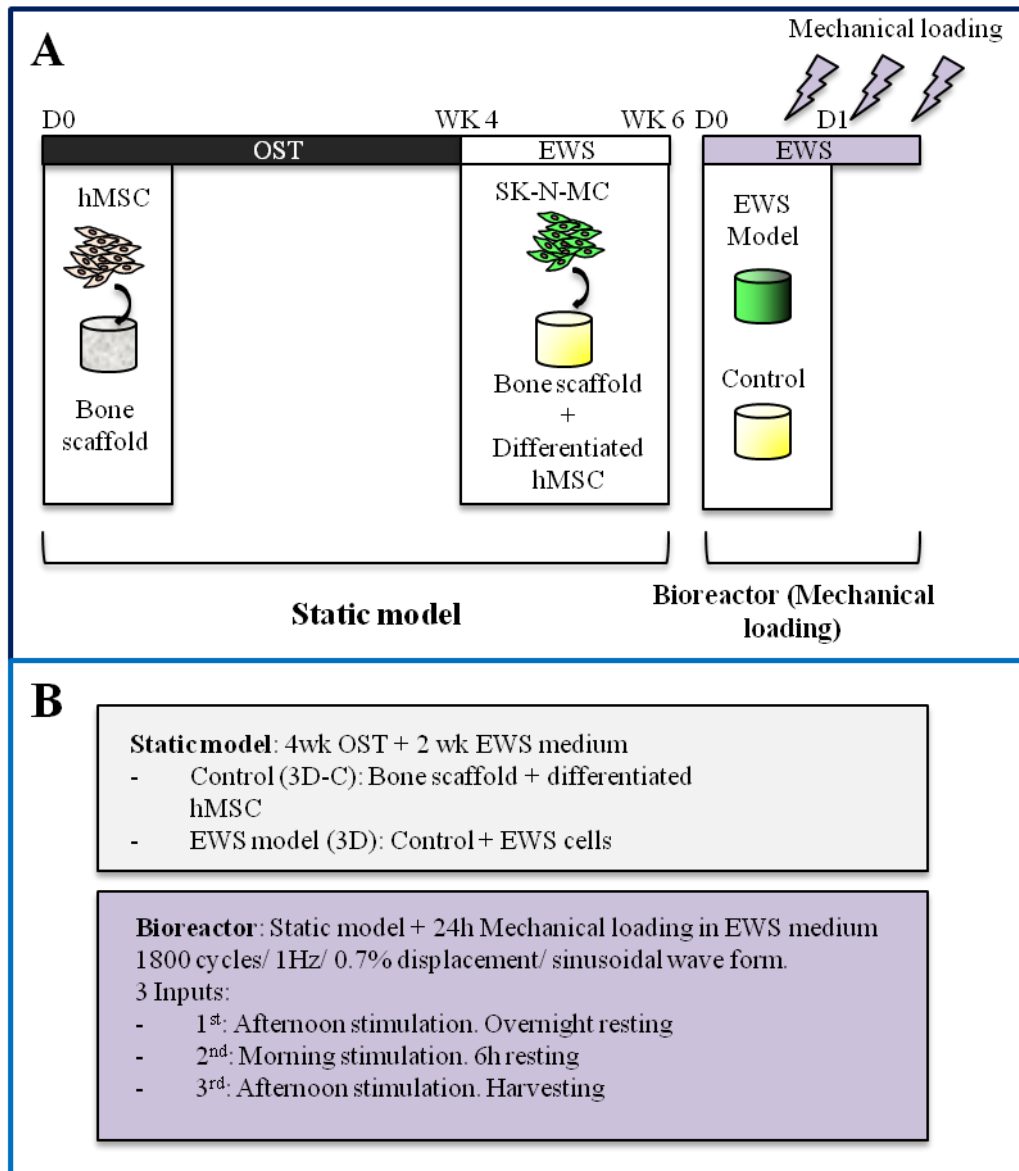 A
Mechanical loading
D0
WK 4
WK 6
D0
D1
OST
EWS
EWS
hMSC
Bone
scaffold
SK-N-MC
Bone scaffold
+
Differentiated
hMSC
EWS
Model
Control
Static model
Bioreactor (Mechanical
loading)
B
Static model: 4wk OST + 2 wk EWS medium
- Control (3D-C): Bone scaffold + differentiated
hMSC
- EWS model (3D): Control + EWS cells
Bioreactor: Static model + 24h Mechanical loading in EWS medium
1800 cycles/ 1Hz/ 0.7% displacement/ sinusoidal wave form.
3 Inputs:
- 1st: Afternoon stimulation. Overnight resting
- 2nd: Morning stimulation. 6h resting
- 3rd: Afternoon stimulation. Harvesting